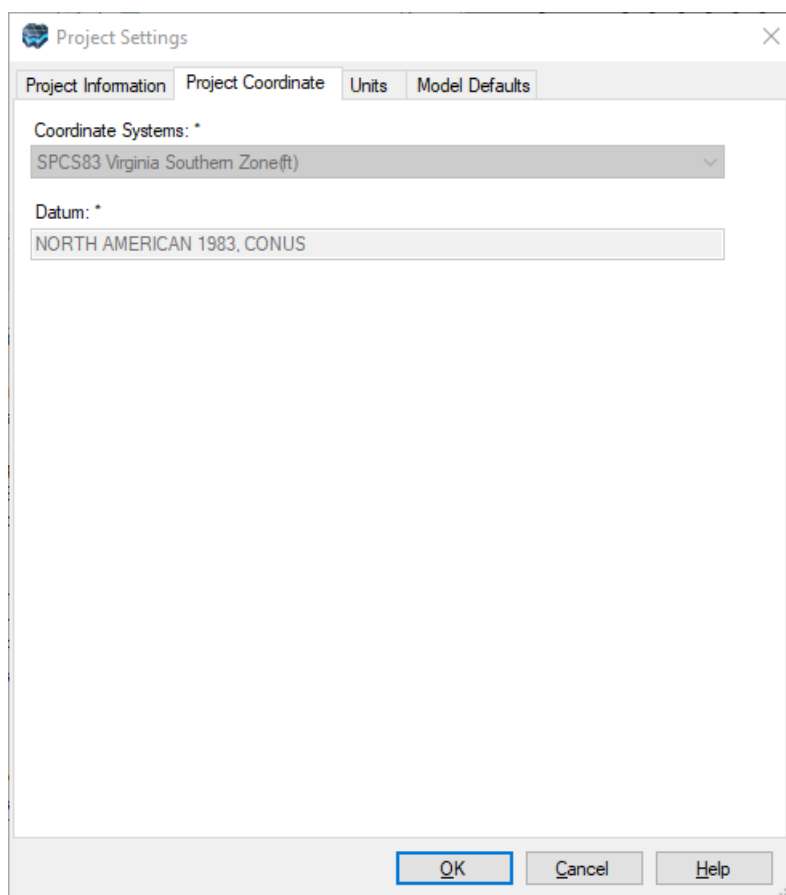 Project Settings
Project Information Project Coordinate Units Model Defaults
Coordinate Systems: *
SPCS83 Virginia Southern Zone(ft)
Datum: *
NORTH AMERICAN 1983, CONUS
OK Cancel Help